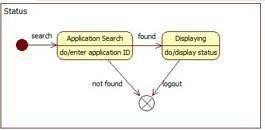 Status
search
Application Search
do/enter application ID
found
Displaying
do/display status
not found
logout